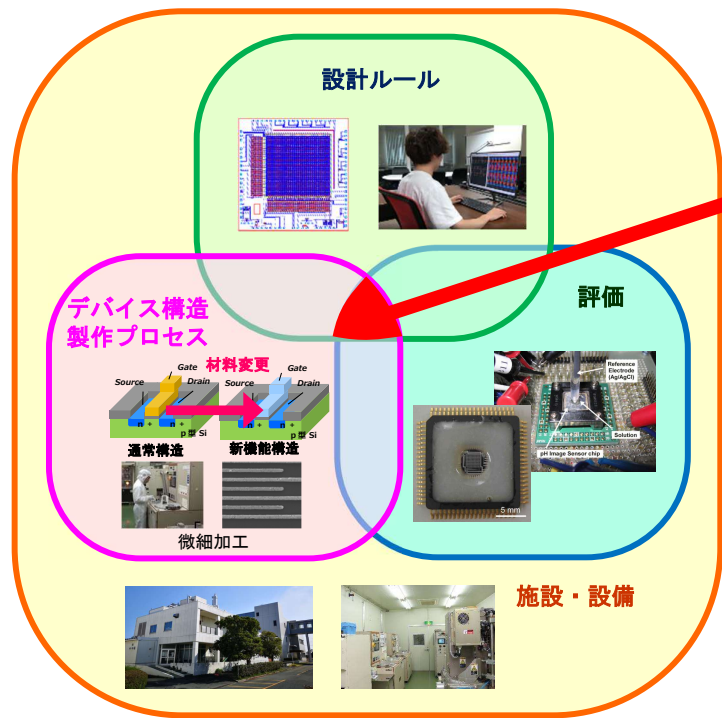 設計ルール
デバイス構造
製作プロセス
材料変更
Gate
Source
Drain
n
+
n
+
p 型 Si
通常構造
Gate
Source
Drain
n
+
n
+
p 型 Si
新機能構造
微細加工
評価
Reference
Electrode
(Ag/AgCl)
Solution
pH Image Sensor chip
5 mm
施設・設備